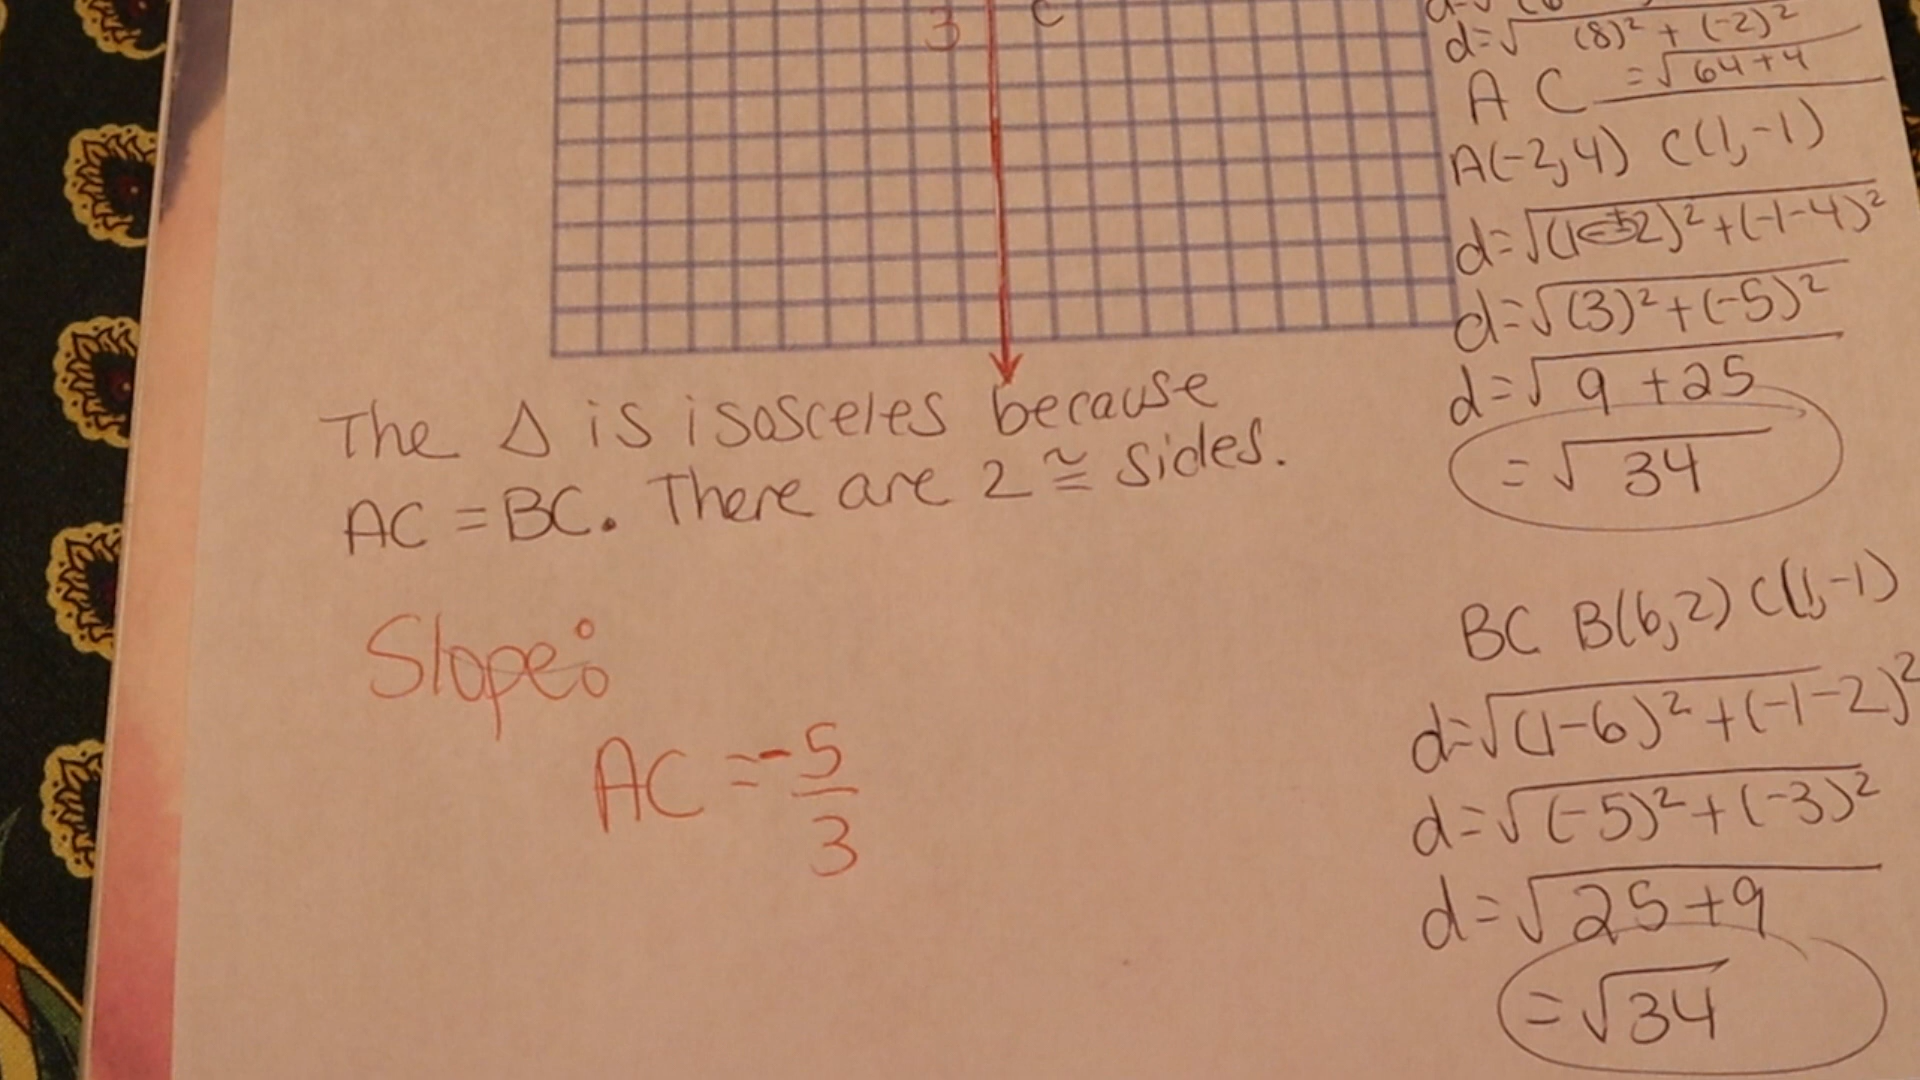 3 C
The Δ is isosceles because
AC = BC. There are 2 ≅ sides.
Slope:
AC = -5/3
d=√(8)² + (-2)²
=√64+4
A C
A(-2,4) C(1,-1)
d=√(1+2)²+(-1-4)²
d=√(3)²+(-5)²
d=√9+25
=√34
BC B(6,2) C(1,-1)
d=√(1-6)²+(-1-2)²
d=√(-5)²+(-3)²
d=√25+9
=√34